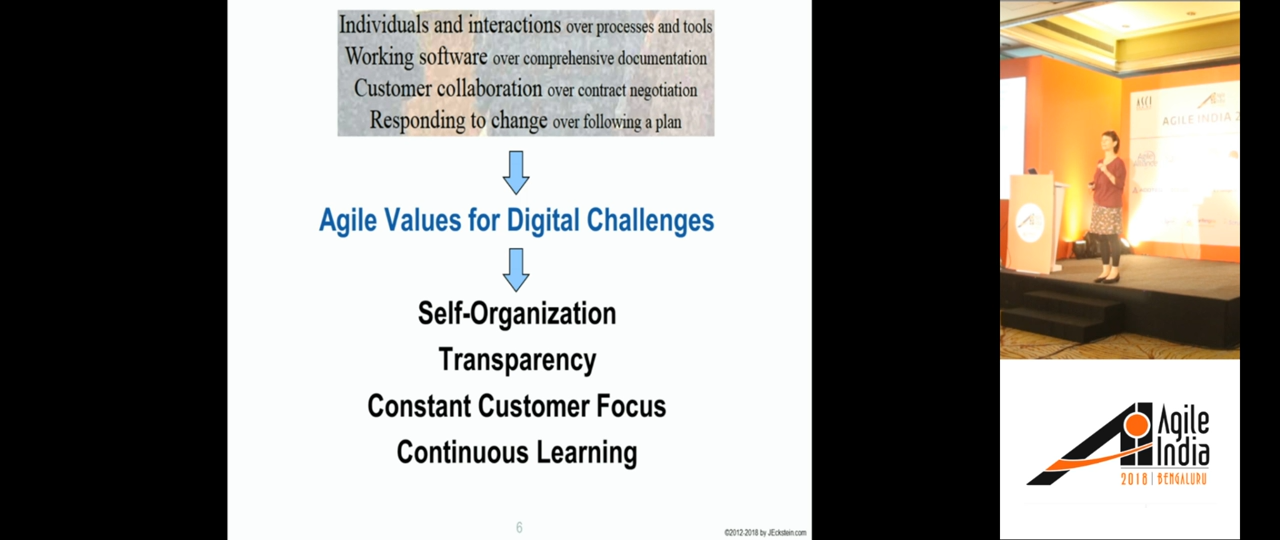 Individuals and interactions over processes and tools
Working software over comprehensive documentation
Customer collaboration over contract negotiation
Responding to change over following a plan
Agile Values for Digital Challenges
Self-Organization
Transparency
Constant Customer Focus
Continuous Learning
6
©2012-2018 by JEckstein.com
ASCI
AGILE INDIA 2
Agile
India
2018 | BENGALURU